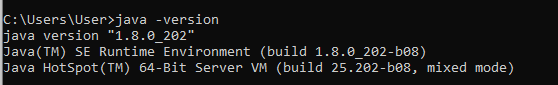 C:\Users\User>java -version
java version "1.8.0_202"
Java(TM) SE Runtime Environment (build 1.8.0_202-b08)
Java HotSpot(TM) 64-Bit Server VM (build 25.202-b08, mixed mode)